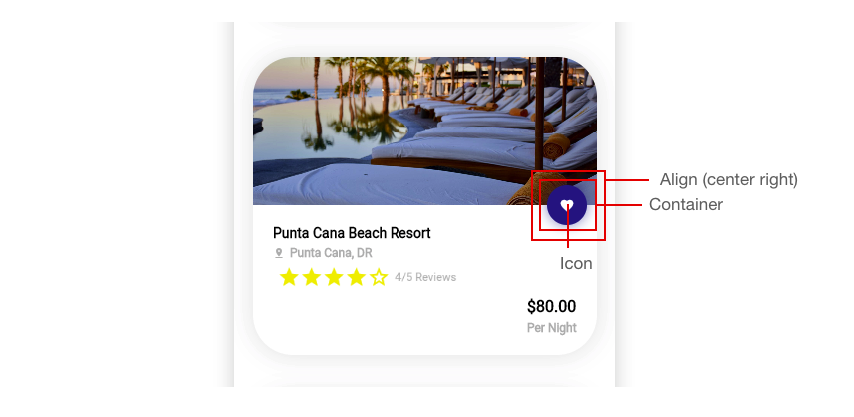 Align (center right)
Container
Punta Cana Beach Resort
Punta Cana, DR
Icon
4/5 Reviews
$80.00
Per Night